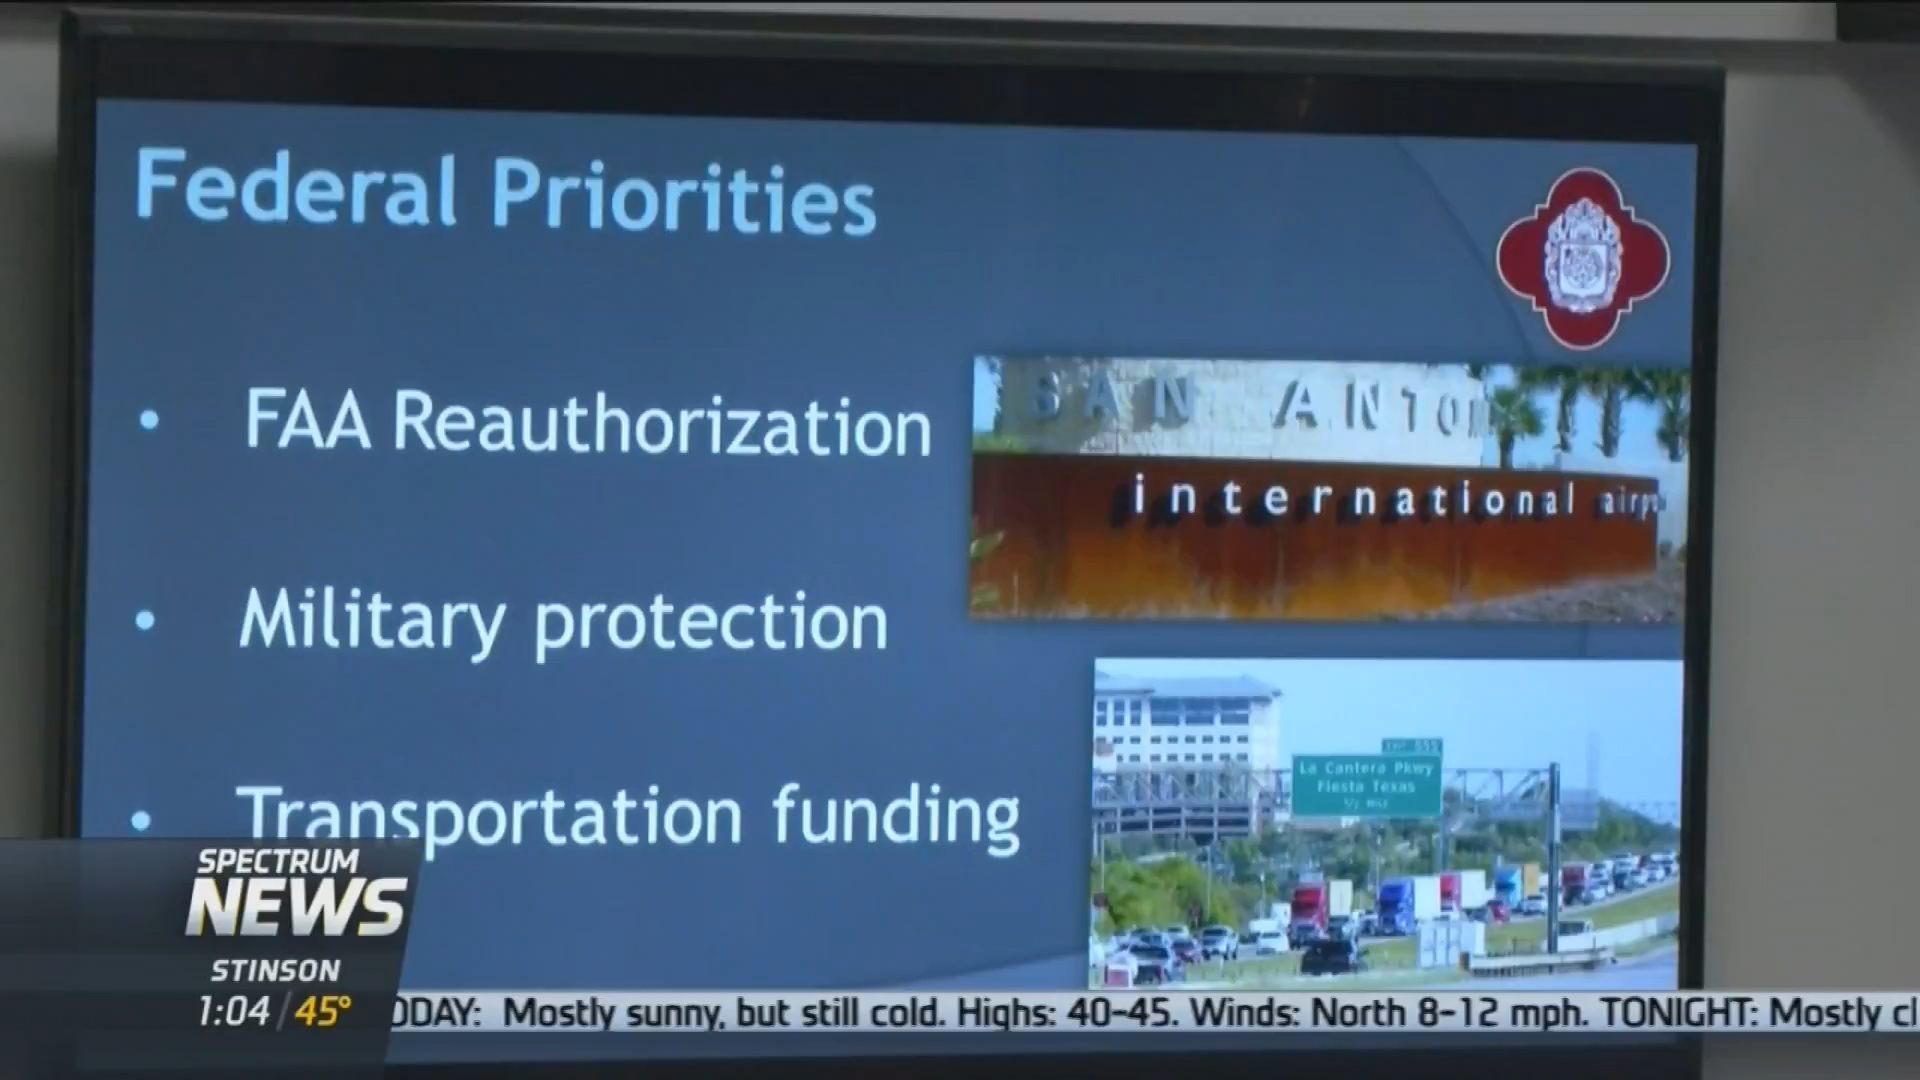 Federal Priorities
• FAA Reauthorization
SAN ANTON
international airpo
• Military protection
La Cantera Pkwy
Fiesta Texas
• Transportation funding
SPECTRUM
NEWS
STINSON
1:04 / 45°
ODAY: Mostly sunny, but still cold. Highs: 40-45. Winds: North 8-12 mph. TONIGHT: Mostly cl